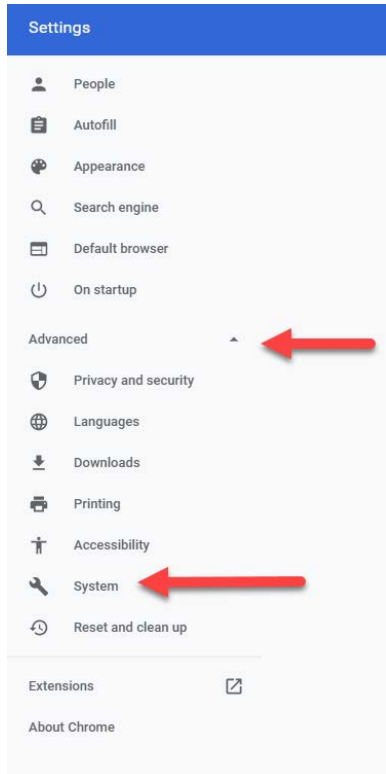 Settings
People
Autofill
Appearance
Search engine
Default browser
On startup
Advanced
Privacy and security
Languages
Downloads
Printing
Accessibility
System
Reset and clean up
Extensions
About Chrome